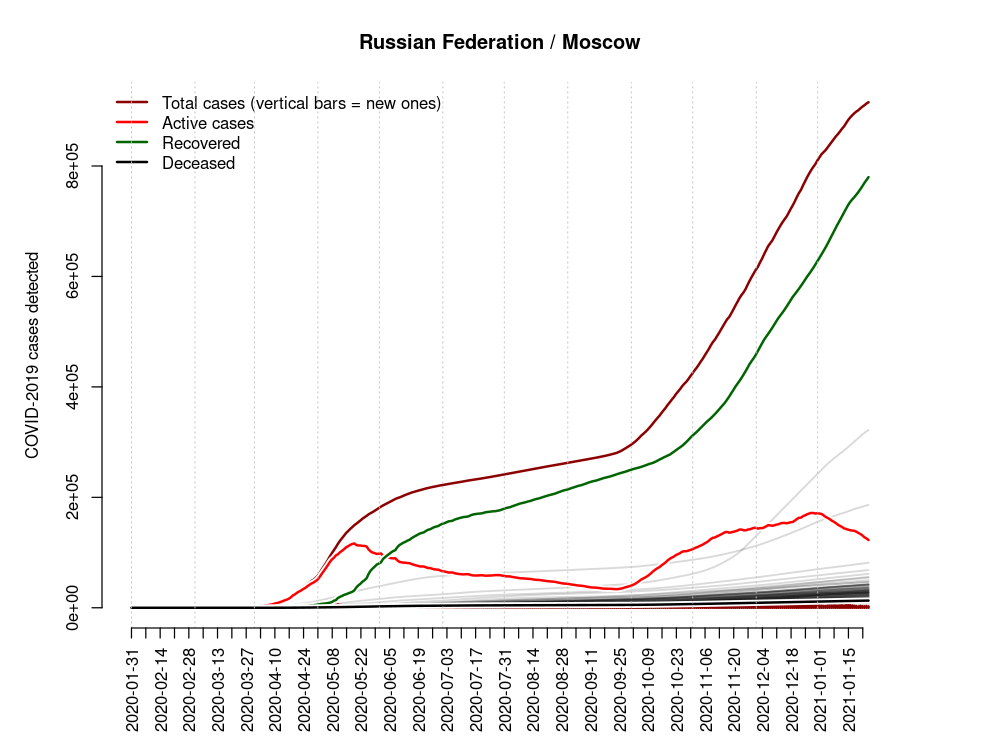 Russian Federation / Moscow
Total cases (vertical bars = new ones)
Active cases
Recovered
Deceased
COVID-2019 cases detected
8e+05
6e+05
4e+05
2e+05
0e+00
2020-01-31
2020-02-14
2020-02-28
2020-03-13
2020-03-27
2020-04-10
2020-04-24
2020-05-08
2020-05-22
2020-06-05
2020-06-19
2020-07-03
2020-07-17
2020-07-31
2020-08-14
2020-08-28
2020-09-11
2020-09-25
2020-10-09
2020-10-23
2020-11-06
2020-11-20
2020-12-04
2020-12-18
2021-01-01
2021-01-15